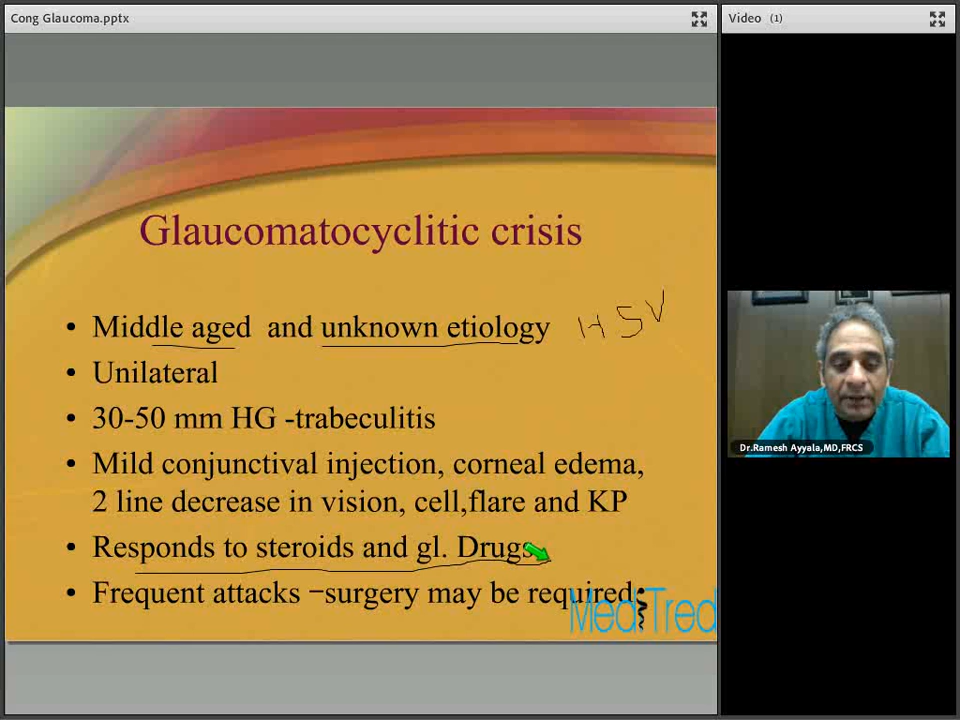 Cong Glaucoma.pptx
Video (1)
Glaucomatocyclitic crisis
• Middle aged and unknown etiology HSV
• Unilateral
• 30-50 mm HG -trabeculitis
• Mild conjunctival injection, corneal edema,
2 line decrease in vision, cell,flare and KP
• Responds to steroids and gl. Drugs
• Frequent attacks –surgery may be required
MedTred
Dr.Ramesh Ayyala,MD,FRCS